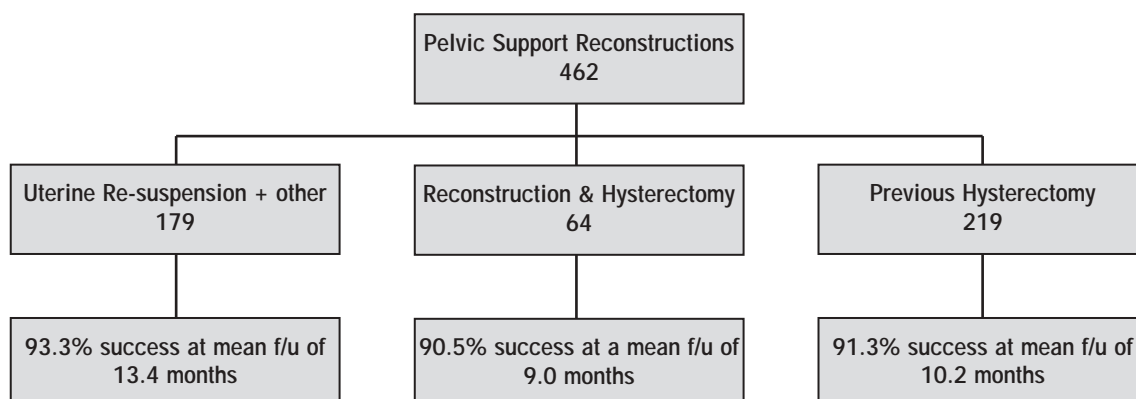 Pelvic Support Reconstructions
462
Uterine Re-suspension + other
179
Reconstruction & Hysterectomy
64
Previous Hysterectomy
219
93.3% success at mean f/u of
13.4 months
90.5% success at a mean f/u of
9.0 months
91.3% success at mean f/u of
10.2 months